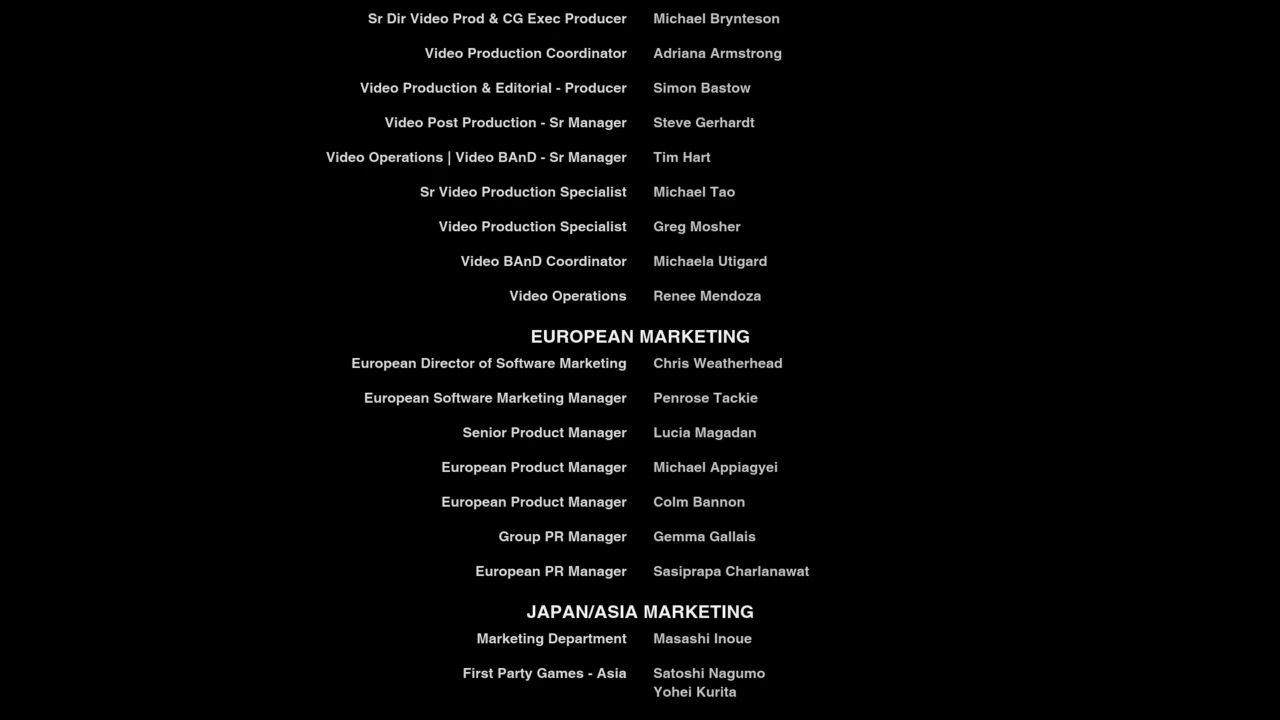 Sr Dir Video Prod & CG Exec Producer Michael Brynteson
Video Production Coordinator Adriana Armstrong
Video Production & Editorial - Producer Simon Bastow
Video Post Production - Sr Manager Steve Gerhardt
Video Operations | Video BAnD - Sr Manager Tim Hart
Sr Video Production Specialist Michael Tao
Video Production Specialist Greg Mosher
Video BAnD Coordinator Michaela Utigard
Video Operations Renee Mendoza
EUROPEAN MARKETING
European Director of Software Marketing Chris Weatherhead
European Software Marketing Manager Penrose Tackie
Senior Product Manager Lucia Magadan
European Product Manager Michael Appiagyei
European Product Manager Colm Bannon
Group PR Manager Gemma Gallais
European PR Manager Sasiprapa Charlanawat
JAPAN/ASIA MARKETING
Marketing Department Masashi Inoue
First Party Games - Asia Satoshi Nagumo
Yohei Kurita